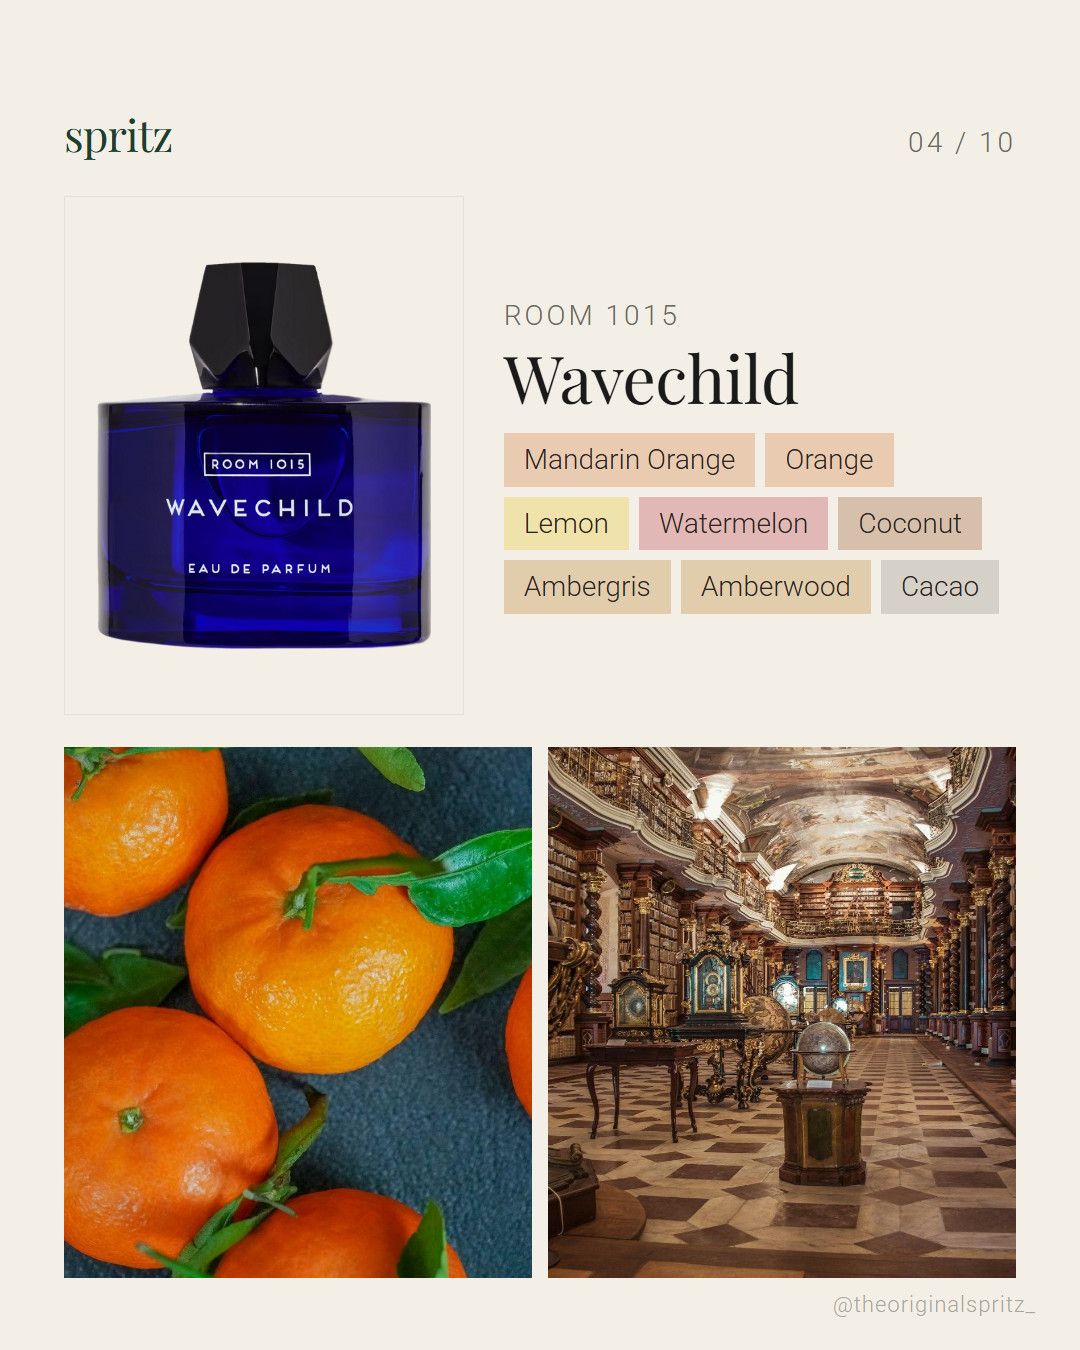 spritz
04 / 10
ROOM 1015
WAVECHILD
EAU DE PARFUM
ROOM 1015
Wavechild
Mandarin Orange Orange
Lemon Watermelon Coconut
Ambergris Amberwood Cacao
@theoriginalspritz_